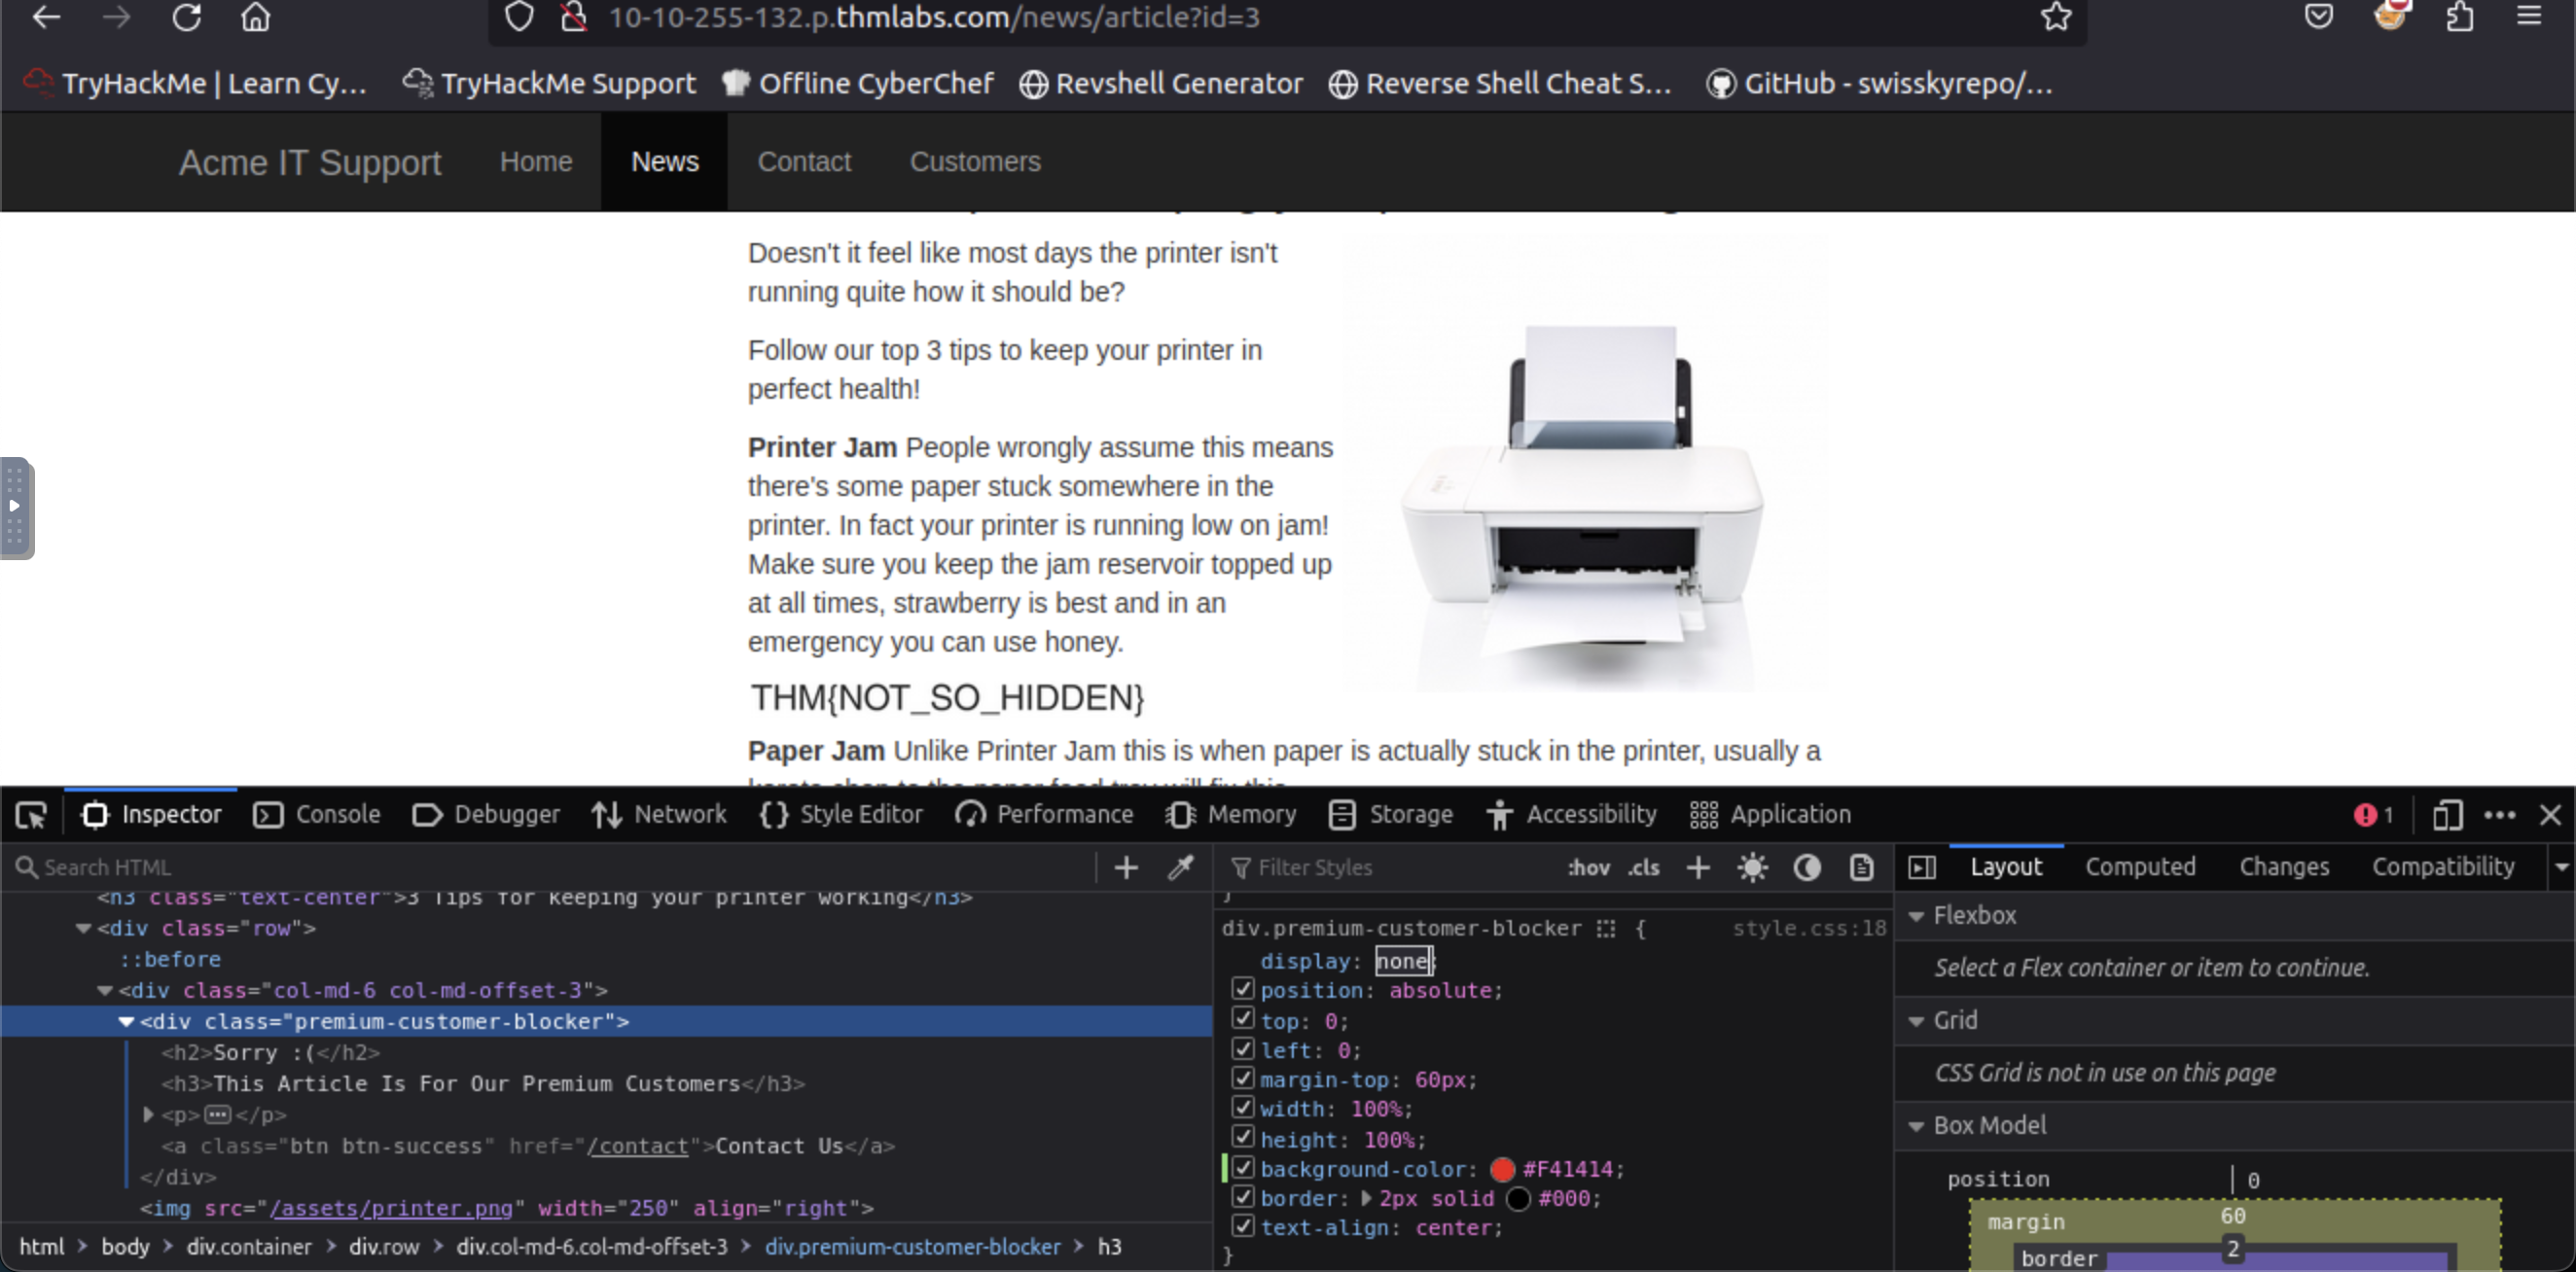 10-10-255-132.p.thmlabs.com/news/article?id=3
TryHackMe | Learn Cy... TryHackMe Support Offline CyberChef Revshell Generator Reverse Shell Cheat S... GitHub - swisskyrepo/...
Acme IT Support Home News Contact Customers
Doesn't it feel like most days the printer isn't
running quite how it should be?
Follow our top 3 tips to keep your printer in
perfect health!
Printer Jam People wrongly assume this means
there's some paper stuck somewhere in the
printer. In fact your printer is running low on jam!
Make sure you keep the jam reservoir topped up
at all times, strawberry is best and in an
emergency you can use honey.
THM{NOT_SO_HIDDEN}
Paper Jam Unlike Printer Jam this is when paper is actually stuck in the printer, usually a
Inspector Console Debugger Network Style Editor Performance Memory Storage Accessibility Application 1
Search HTML
<h3 class="text-center">3 Tips for keeping your printer working</h3>
<div class="row">
::before
<div class="col-md-6 col-md-offset-3">
<div class="premium-customer-blocker">
<h2>Sorry :(</h2>
<h3>This Article Is For Our Premium Customers</h3>
<p>…</p>
<a class="btn btn-success" href="/contact">Contact Us</a>
</div>
<img src="/assets/printer.png" width="250" align="right">
html > body > div.container > div.row > div.col-md-6.col-md-offset-3 > div.premium-customer-blocker > h3
Filter Styles :hov .cls
}
div.premium-customer-blocker { style.css:18
display: none;
position: absolute;
top: 0;
left: 0;
margin-top: 60px;
width: 100%;
height: 100%;
background-color: #F41414;
border: 2px solid #000;
text-align: center;
}
Layout Computed Changes Compatibility
Flexbox
Select a Flex container or item to continue.
Grid
CSS Grid is not in use on this page
Box Model
position 0
margin 60
border 2